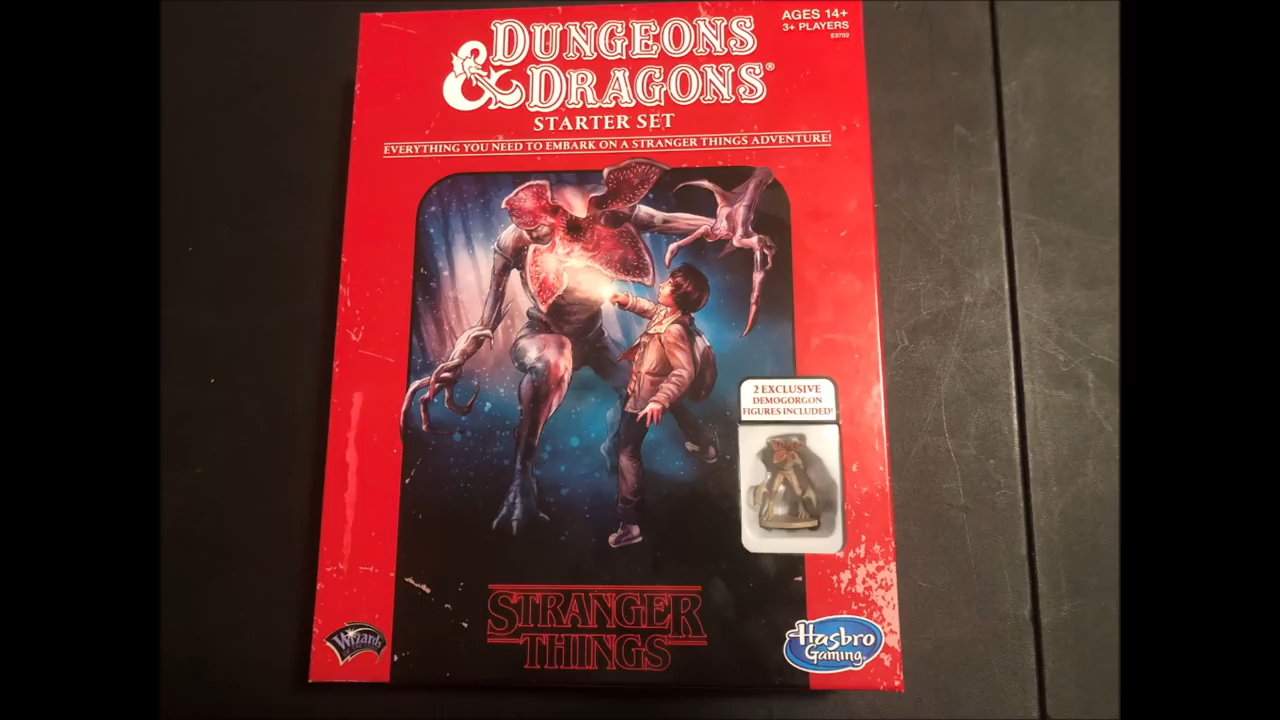 DUNGEONS
& DRAGONS®
STARTER SET
EVERYTHING YOU NEED TO EMBARK ON A STRANGER THINGS ADVENTURE!
AGES 14+
3+ PLAYERS
E3702
2 EXCLUSIVE
DEMOGORGON
FIGURES INCLUDED!
STRANGER
THINGS
Wizards
Hasbro
Gaming